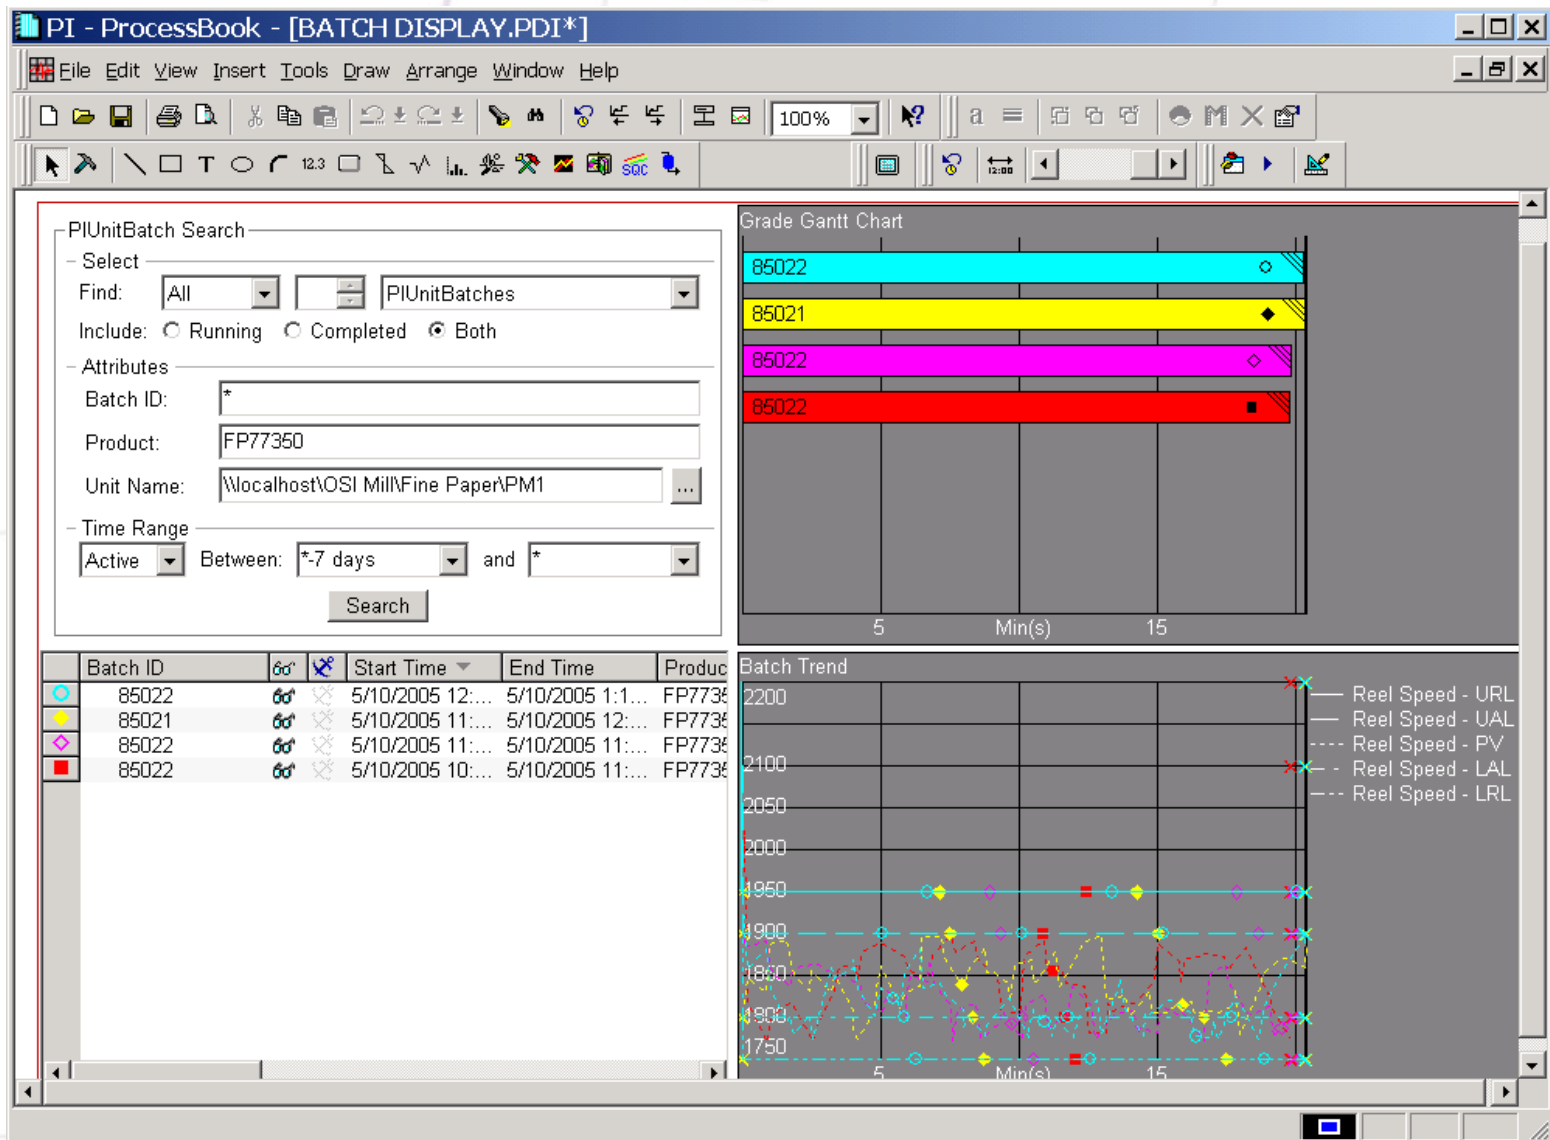 PI - ProcessBook - [BATCH DISPLAY.PDI*]
File Edit View Insert Tools Draw Arrange Window Help
100%
a
T 12.3 SQC 12:00
PIUnitBatch Search
Select
Find: All PIUnitBatches
Include: Running Completed Both
Attributes
Batch ID: *
Product: FP77350
Unit Name: \\localhost\OSI Mill\Fine Paper\PM1 ...
Time Range
Active Between: *-7 days and *
Search
Grade Gantt Chart
85022
85021
85022
85022
5 Min(s) 15
Batch ID Start Time End Time Produc
85022 5/10/2005 12:... 5/10/2005 1:1... FP7735
85021 5/10/2005 11:... 5/10/2005 12:... FP7735
85022 5/10/2005 11:... 5/10/2005 11:... FP7735
85022 5/10/2005 10:... 5/10/2005 11:... FP7735
Batch Trend
2200
2100
2050
2000
1950
1900
1850
1800
1750
5 Min(s) 15
Reel Speed - URL
Reel Speed - UAL
Reel Speed - PV
Reel Speed - LAL
Reel Speed - LRL